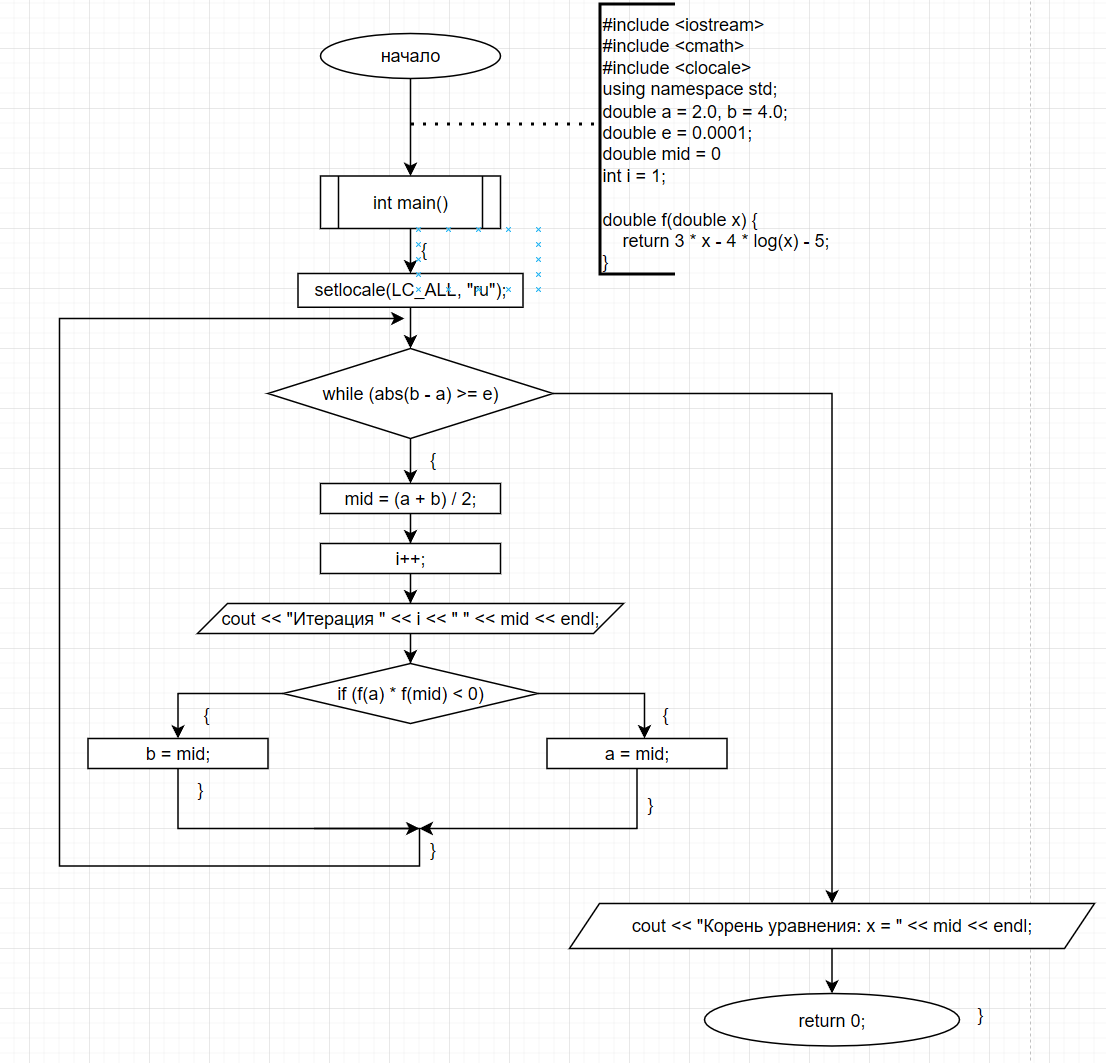 начало
#include <iostream>
#include <cmath>
#include <clocale>
using namespace std;
double a = 2.0, b = 4.0;
double e = 0.0001;
double mid = 0
int i = 1;
double f(double x) {
return 3 * x - 4 * log(x) - 5;
}
int main()
{
setlocale(LC_ALL, "ru");
while (abs(b - a) >= e)
{
mid = (a + b) / 2;
i++;
cout << "Итерация " << i << " " << mid << endl;
if (f(a) * f(mid) < 0)
{
{
b = mid;
a = mid;
}
}
}
cout << "Корень уравнения: x = " << mid << endl;
return 0;
}